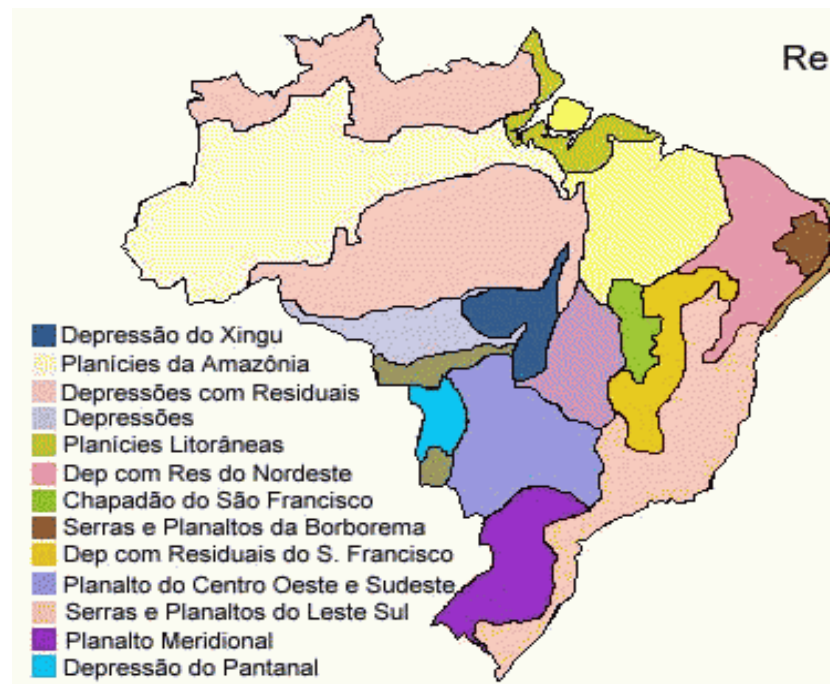 Re
Depressão do Xingu
Planícies da Amazônia
Depressões com Residuais
Depressões
Planícies Litorâneas
Dep com Res do Nordeste
Chapadão do São Francisco
Serras e Planaltos da Borborema
Dep com Residuais do S. Francisco
Planalto do Centro Oeste e Sudeste
Serras e Planaltos do Leste Sul
Planalto Meridional
Depressão do Pantanal